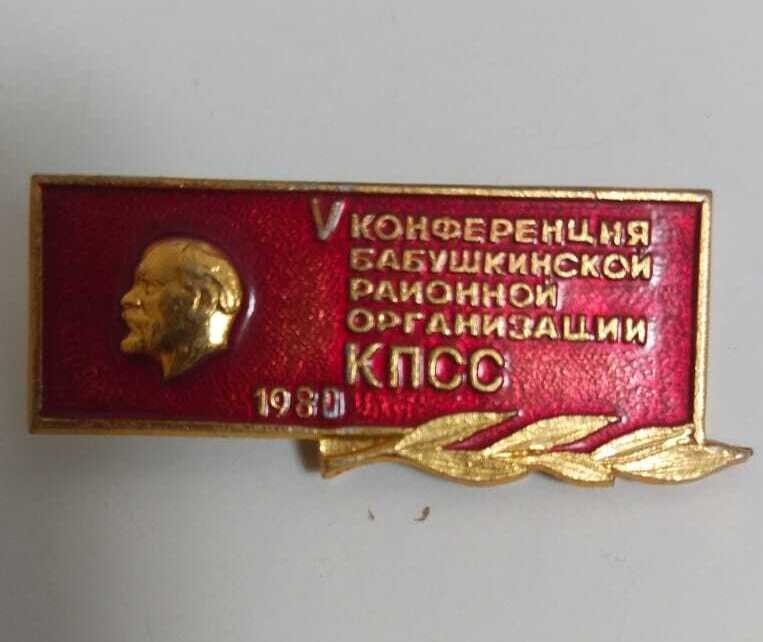 V КОНФЕРЕНЦИЯ
БАБУШКИНСКОЙ
РАЙОННОЙ
ОРГАНИЗАЦИИ
КПСС
1980